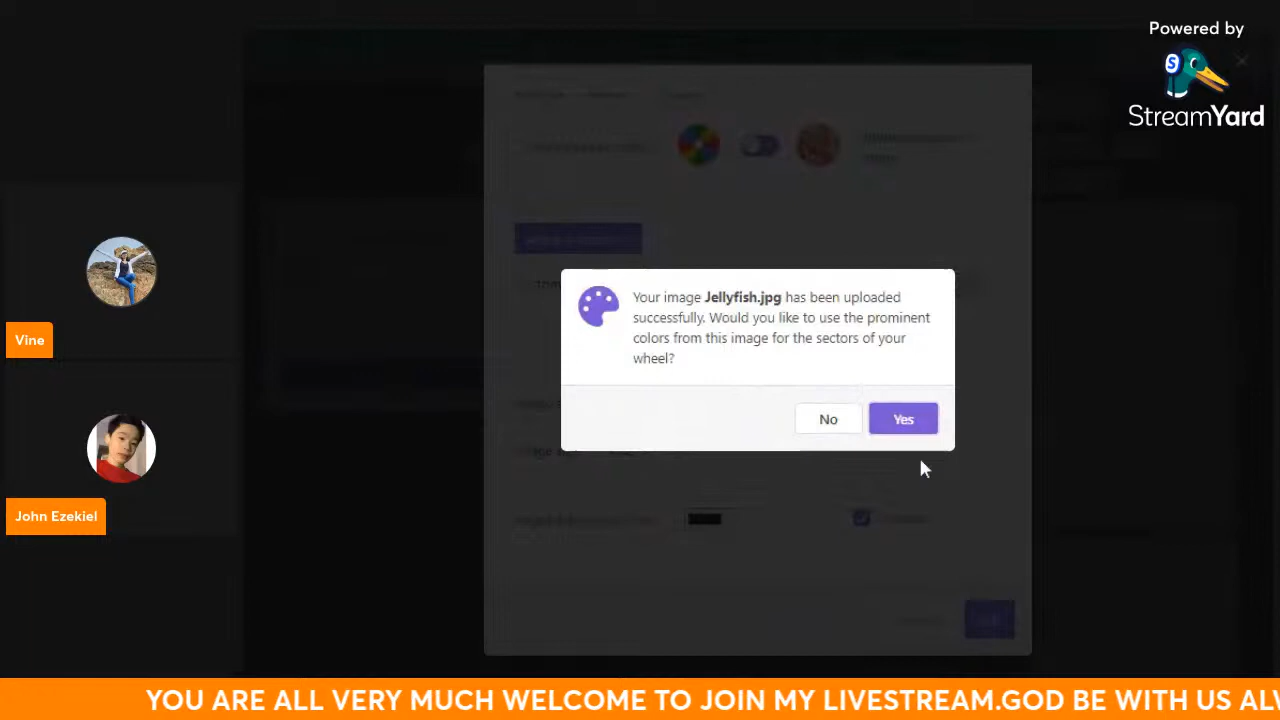 Powered by
StreamYard
Your image Jellyfish.jpg has been uploaded
successfully. Would you like to use the prominent
colors from this image for the sectors of your
wheel?
No
Yes
Vine
John Ezekiel
YOU ARE ALL VERY MUCH WELCOME TO JOIN MY LIVESTREAM.GOD BE WITH US